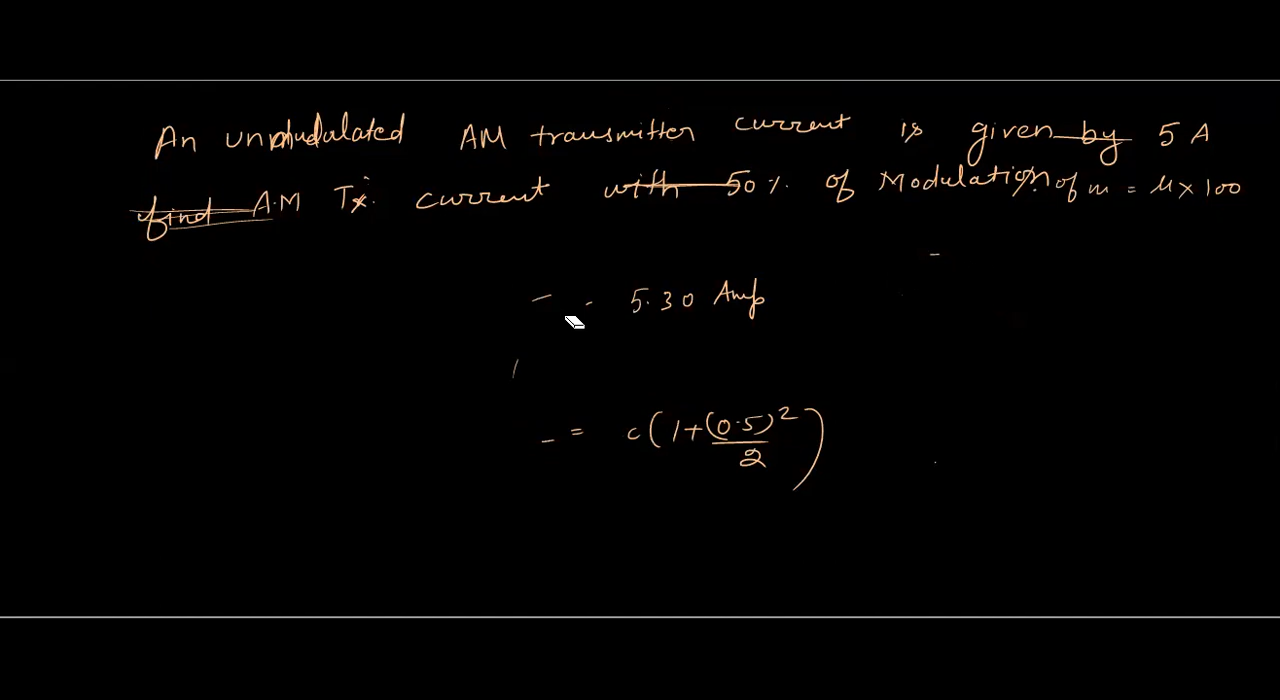 An unmodulated AM transmitter current is given by 5 A
find A.M Tx. current with 50 % of Modulation % of m = μ x 100
5.30 Amp
= c(1+(0.5)^2/2)